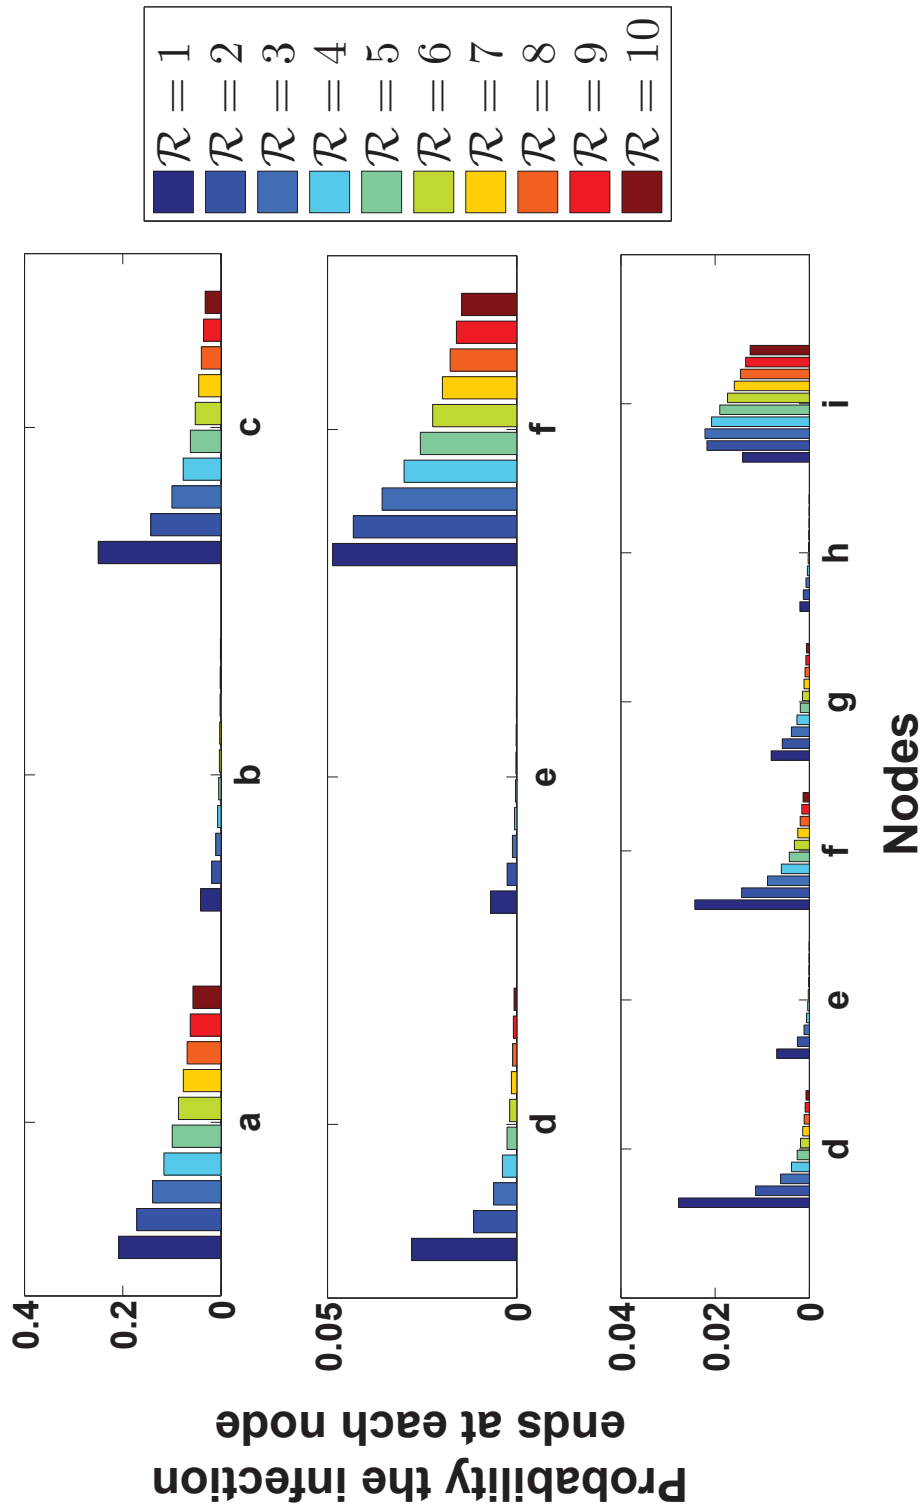 Probability the infection
ends at each node
0.4
0.2
0
a
b
c
0.05
0
d
e
f
0.04
0.02
0
d
e
f
g
h
i
Nodes
ℛ = 1
ℛ = 2
ℛ = 3
ℛ = 4
ℛ = 5
ℛ = 6
ℛ = 7
ℛ = 8
ℛ = 9
ℛ = 10